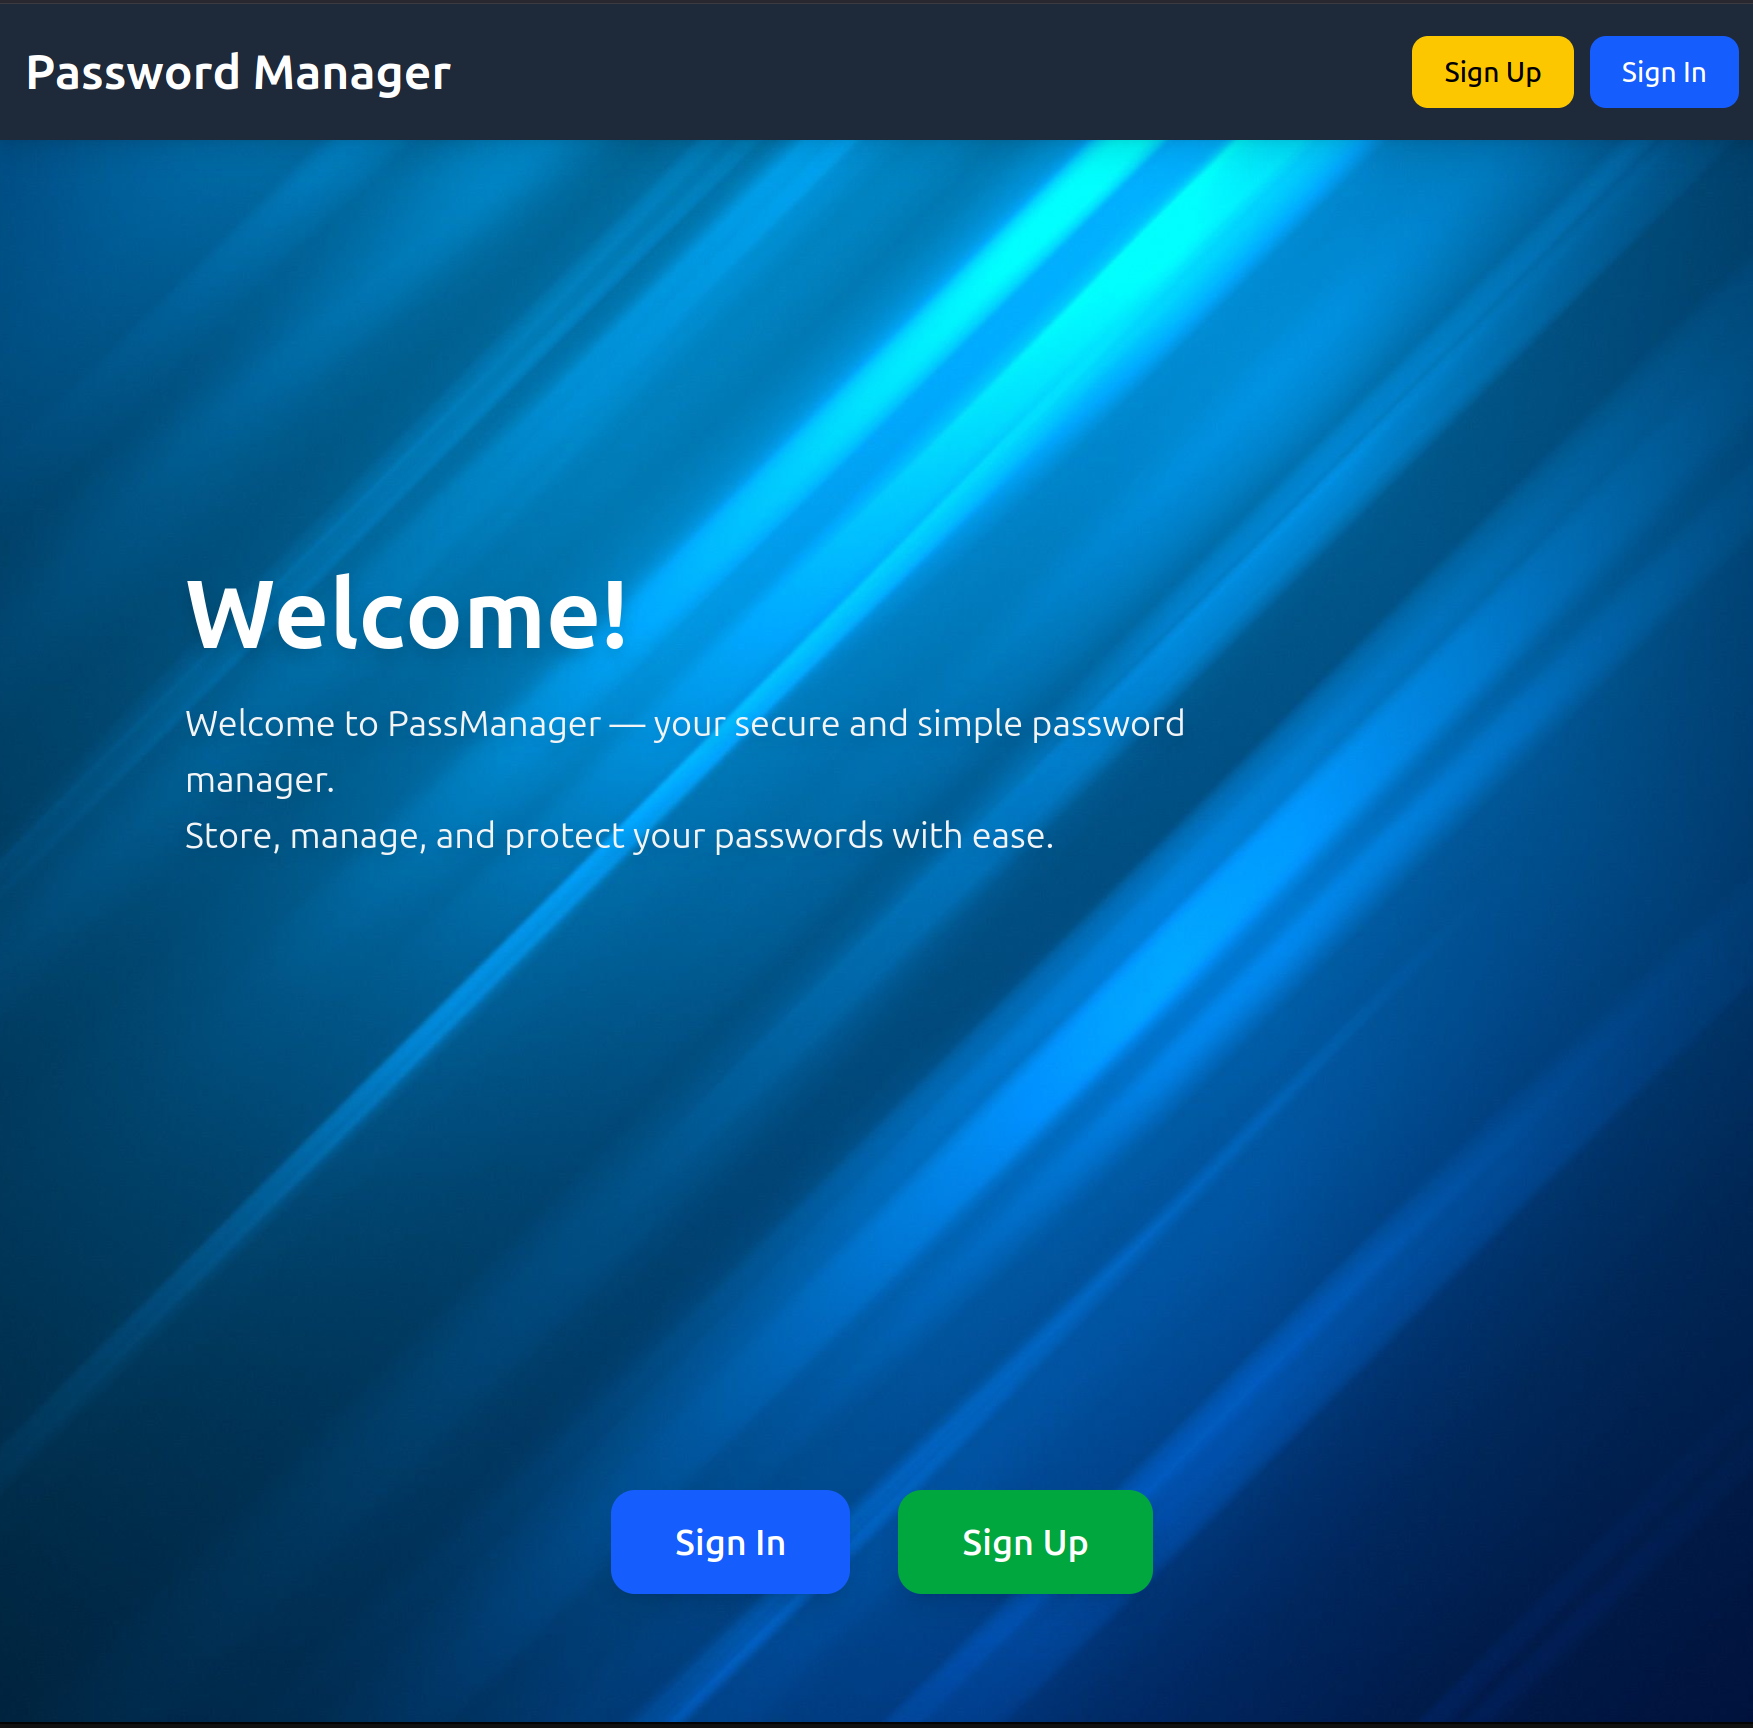 Password Manager
Sign Up
Sign In
Welcome!
Welcome to PassManager — your secure and simple password
manager.
Store, manage, and protect your passwords with ease.
Sign In
Sign Up